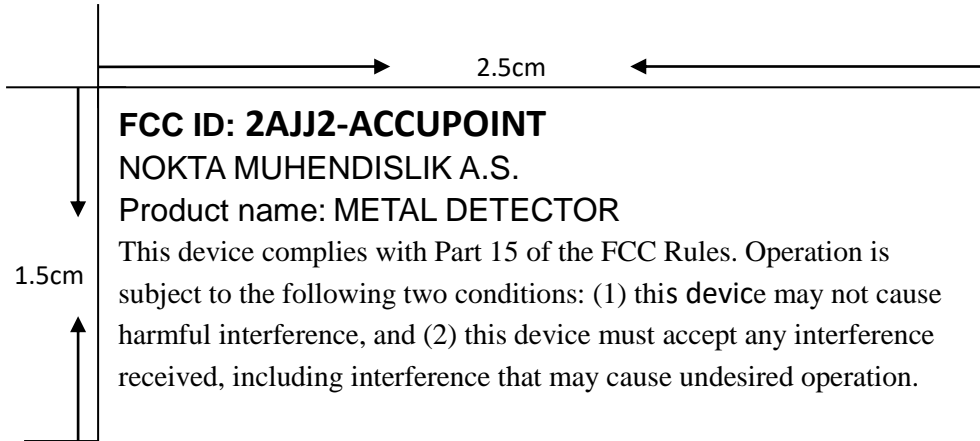 2.5cm
FCC ID: 2AJJ2-ACCUPOINT
NOKTA MUHENDISLIK A.S.
Product name: METAL DETECTOR
This device complies with Part 15 of the FCC Rules. Operation is
1.5cm
subject to the following two conditions: (1) this device may not cause
harmful interference, and (2) this device must accept any interference
received, including interference that may cause undesired operation.